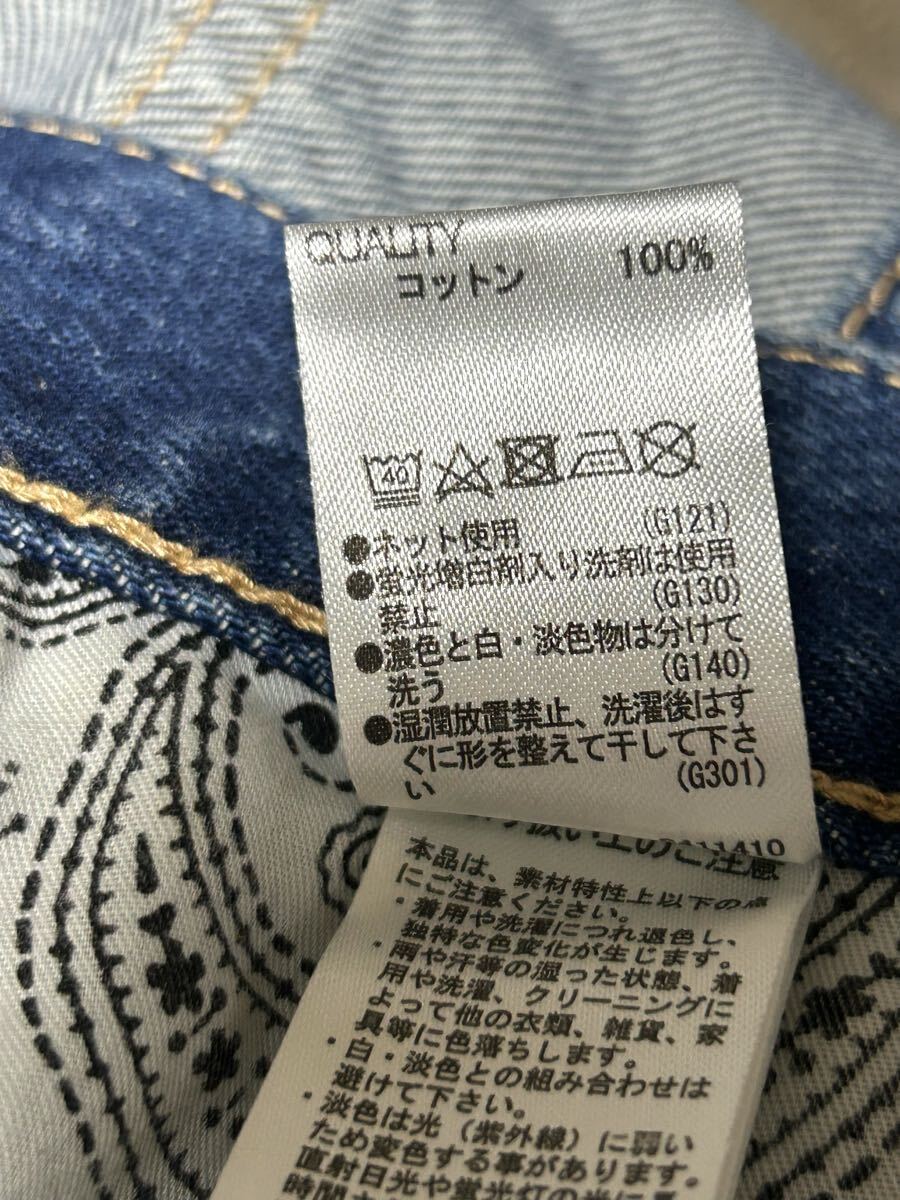 QUALITY
コットン 100%
40
●ネット使用 (G121)
●蛍光増白剤入り洗剤は使用
禁止 (G130)
●濃色と白・淡色物は分けて
洗う (G140)
●湿潤放置禁止、洗濯後はす
ぐに形を整えて干して下さ
い (G301)
扱い上のご注意
本品は、素材特性上以下の点
にご注意ください。
・着用や洗濯につれ退色し、
独特な色変化が生じます。
・雨や汗等の湿った状態、着
用や洗濯、クリーニングに
よって他の衣類、雑貨、家
具等に色落ちします。
・白・淡色との組み合わせは
避けて下さい。
・淡色は光（紫外線）に弱い
ため変色する事があります。
直射日光や蛍光灯の光に長
時間